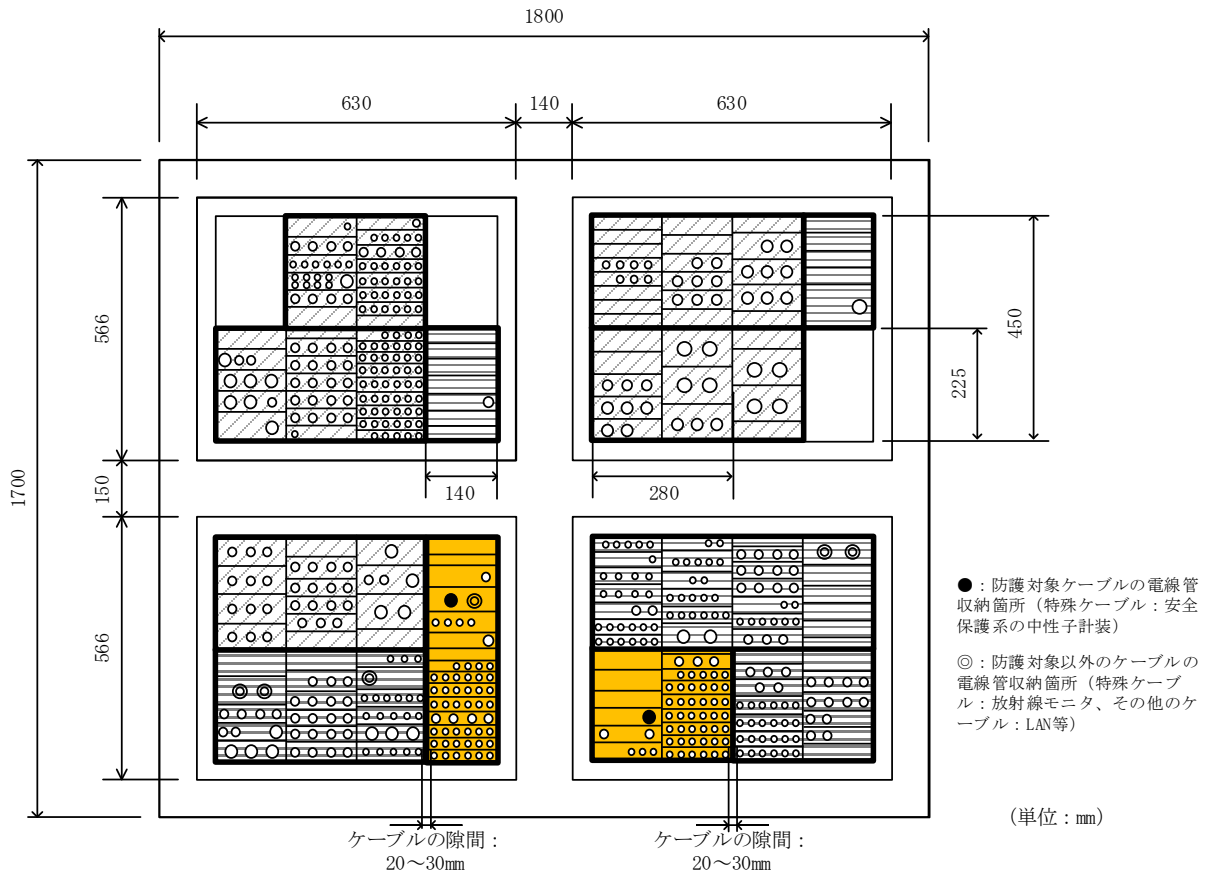 1800
630
140
630
566
450
225
1700
150
140
280
566
●：防護対象ケーブルの電線管
収納箇所（特殊ケーブル：安全
保護系の中性子計装）
◎：防護対象以外のケーブルの
電線管収納箇所（特殊ケーブ
ル：放射線モニタ、その他のケ
ーブル：LAN等）
（単位：mm）
ケーブルの隙間：
20～30mm
ケーブルの隙間：
20～30mm